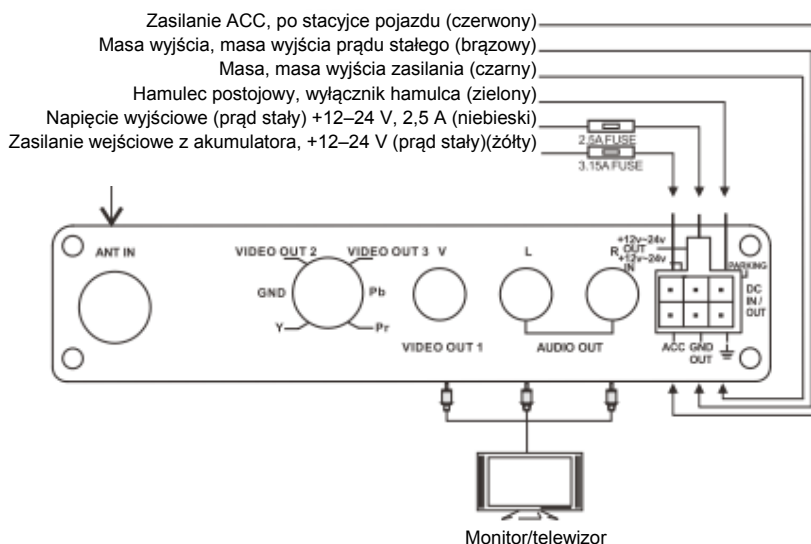 Zasilanie ACC, po stacyjce pojazdu (czerwony)
Masa wyjścia, masa wyjścia prądu stałego (brązowy)
Masa, masa wyjścia zasilania (czarny)
Hamulec postojowy, wyłącznik hamulca (zielony)
Napięcie wyjściowe (prąd stały) +12–24 V, 2,5 A (niebieski)
Zasilanie wejściowe z akumulatora, +12–24 V (prąd stały)(żółty)
2.5A FUSE
3.15A FUSE
ANT IN
VIDEO OUT 2
VIDEO OUT 3
V
L
R
+12v~24v
OUT
+12v~24v
IN
PARKING
GND
Pb
DC
IN /
OUT
Y
Pr
VIDEO OUT 1
AUDIO OUT
ACC
GND
OUT
Monitor/telewizor